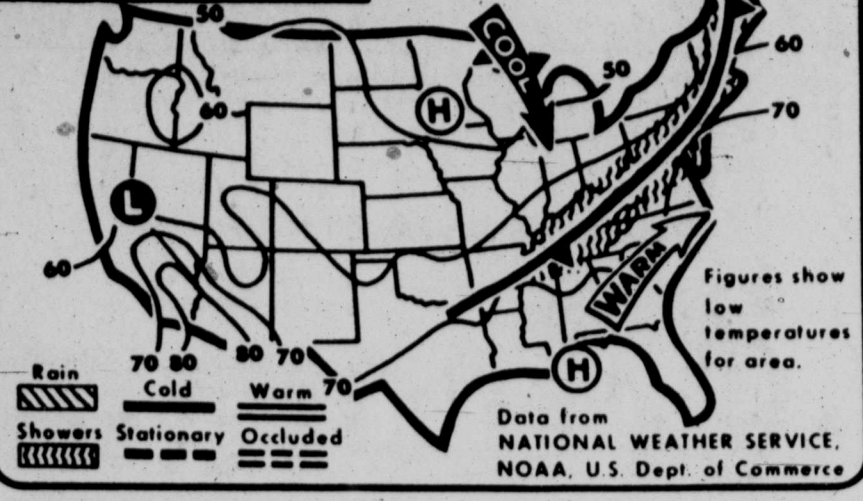 50
COOL
60
50
60
H
70
L
60
WARM
Figures show
low
temperatures
for area.
70 80 80 70
70
H
Rain
Cold
Warm
Showers
Stationary
Occluded
Data from
NATIONAL WEATHER SERVICE,
NOAA, U.S. Dept. of Commerce